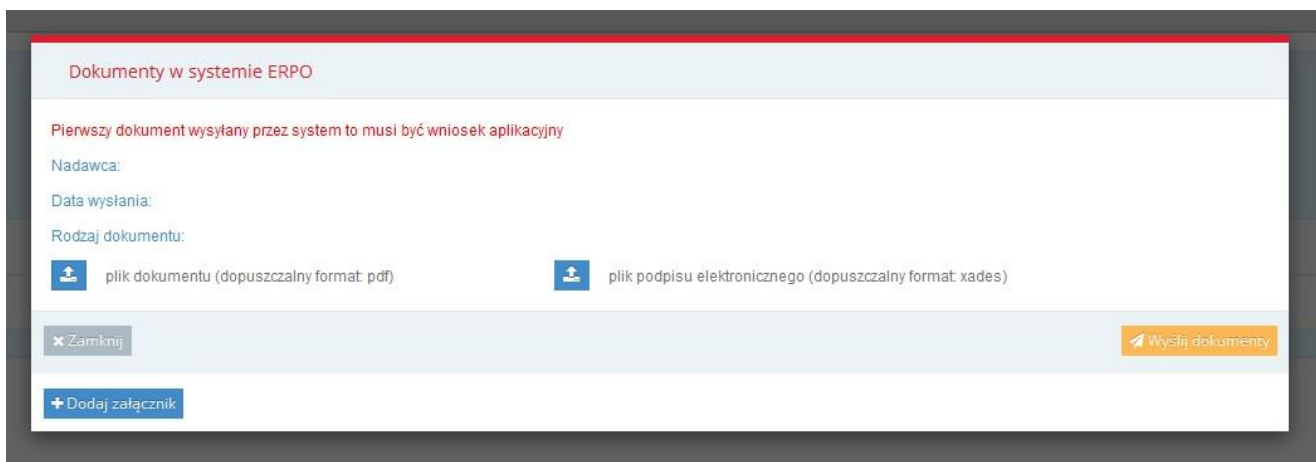 Dokumenty w systemie ERPO
Pierwszy dokument wysyłany przez system to musi być wniosek aplikacyjny
Nadawca:
Data wysłania:
Rodzaj dokumentu:
plik dokumentu (dopuszczalny format: pdf) plik podpisu elektronicznego (dopuszczalny format: xades)
Zamknij Wyślij dokumenty
Dodaj załącznik